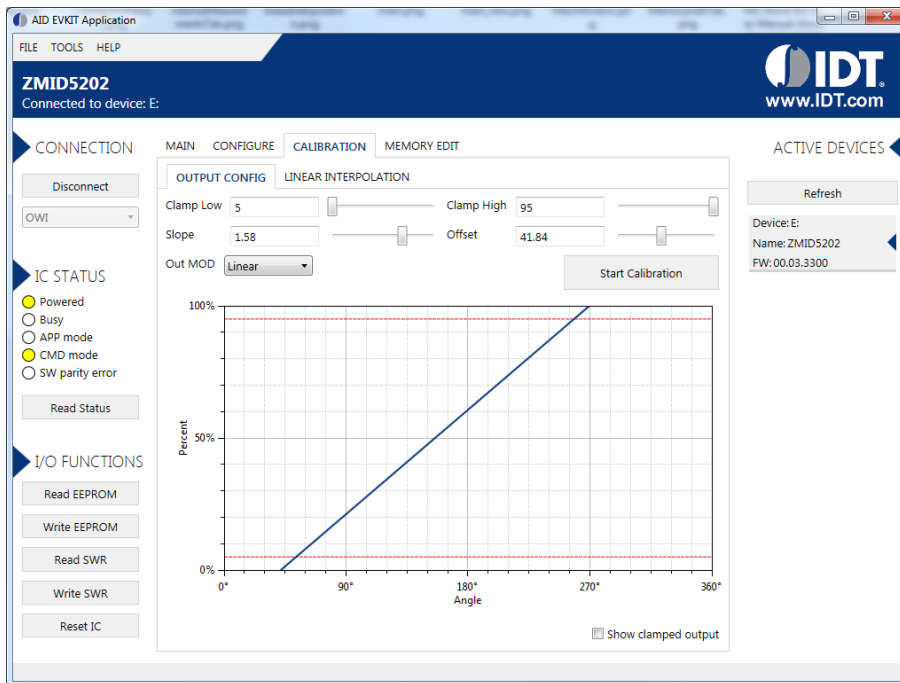 AID EVKIT Application
FILE TOOLS HELP
ZMID5202
Connected to device: E:
IDT.
www.IDT.com
CONNECTION
Disconnect
OWI
IC STATUS
Powered
Busy
APP mode
CMD mode
SW parity error
Read Status
I/O FUNCTIONS
Read EEPROM
Write EEPROM
Read SWR
Write SWR
Reset IC
MAIN CONFIGURE CALIBRATION MEMORY EDIT
OUTPUT CONFIG LINEAR INTERPOLATION
Clamp Low 5 Clamp High 95
Slope 1.58 Offset 41.84
Out MOD Linear Start Calibration
100%
50%
0%
Percent
0° 90° 180° 270° 360°
Angle
Show clamped output
ACTIVE DEVICES
Refresh
Device: E:
Name: ZMID5202
FW: 00.03.3300